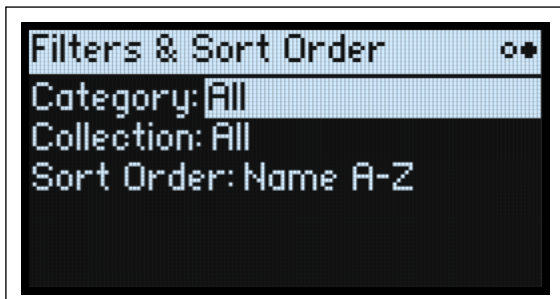 Filters & Sort Order
Category: All
Collection: All
Sort Order: Name A-Z